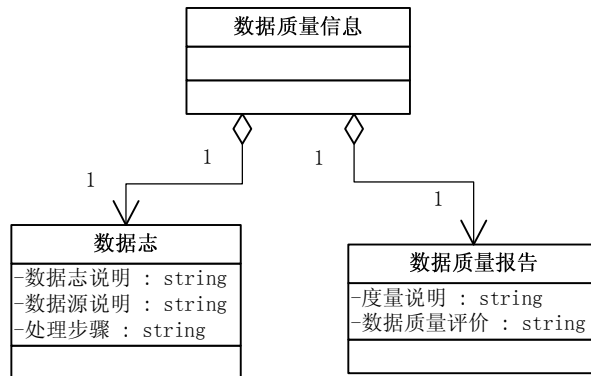 数据质量信息
1
1
1
1
数据志
-数据志说明 : string
-数据源说明 : string
-处理步骤 : string
数据质量报告
-度量说明 : string
-数据质量评价 : string